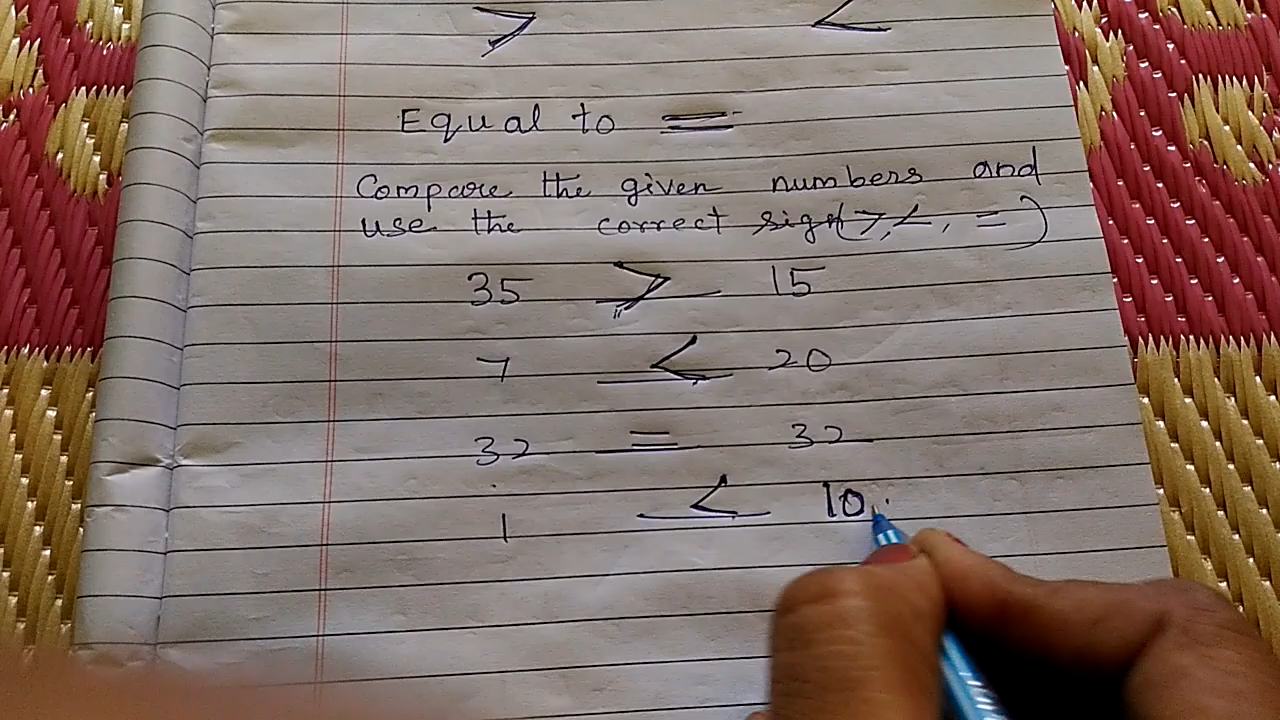 > <
Equal to =
Compare the given numbers and
use the correct sign(>,<, =)
35 > 15
7 < 20
32 = 32
1 < 10.